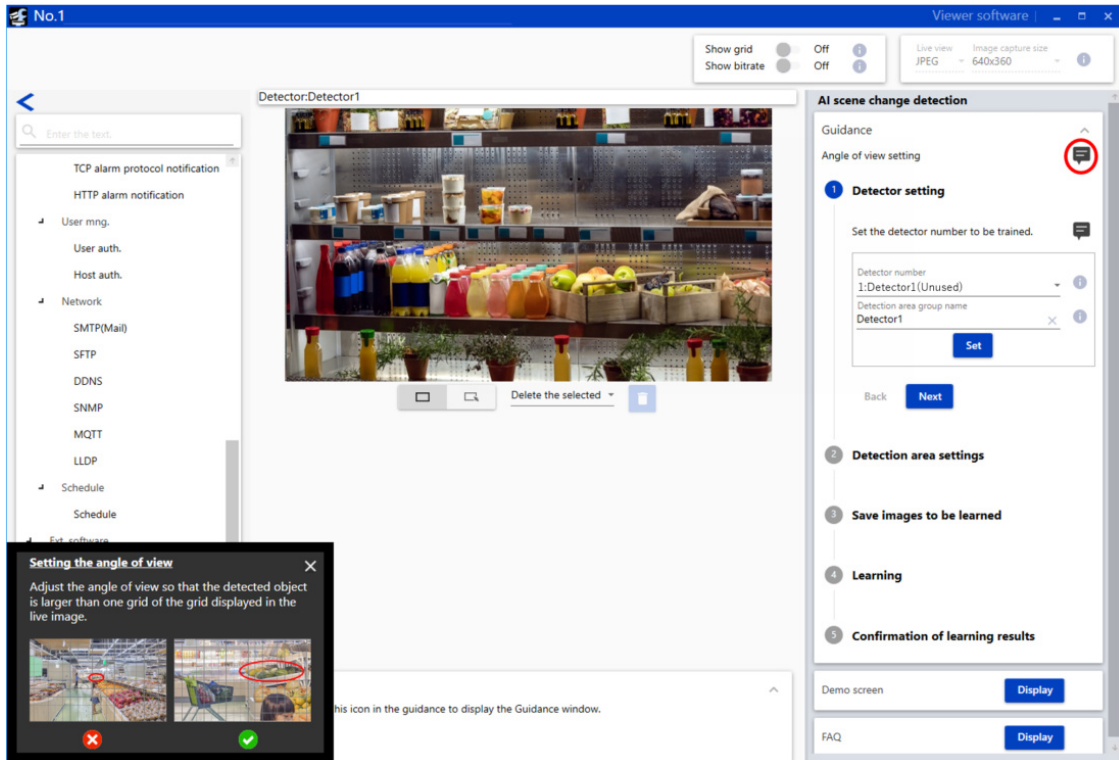 No.1
Viewer software
Show grid Off
Show bitrate Off
Live view
JPEG
Image capture size
640x360
Enter the text.
TCP alarm protocol notification
HTTP alarm notification
User mng.
User auth.
Host auth.
Network
SMTP(Mail)
SFTP
DDNS
SNMP
MQTT
LLDP
Schedule
Schedule
Ext. software
Detector:Detector1
Delete the selected
AI scene change detection
Guidance
Angle of view setting
1 Detector setting
Set the detector number to be trained.
Detector number
1:Detector1(Unused)
Detection area group name
Detector1
Set
Back Next
2 Detection area settings
3 Save images to be learned
4 Learning
5 Confirmation of learning results
Demo screen Display
FAQ Display
Setting the angle of view
Adjust the angle of view so that the detected object
is larger than one grid of the grid displayed in the
live image.
his icon in the guidance to display the Guidance window.